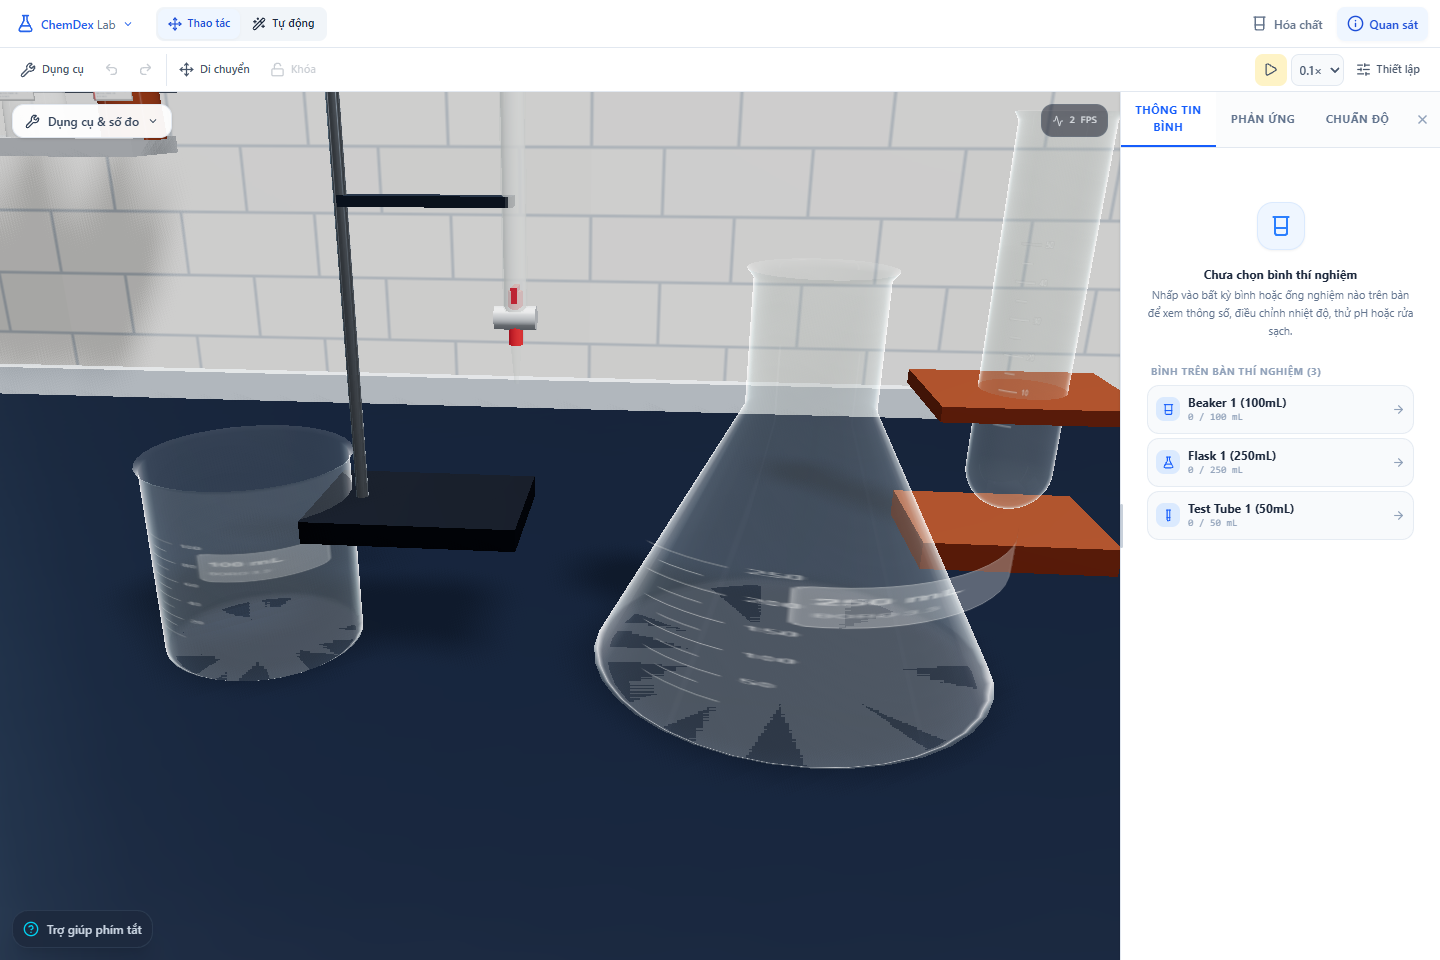 ChemDex Lab
Thao tác
Tự động
Hóa chất
Quan sát
Dụng cụ
Di chuyển
Khóa
0.1×
Thiết lập
Dụng cụ & số đo
2 FPS
THÔNG TIN BÌNH
PHẢN ỨNG
CHUẨN ĐỘ
Chưa chọn bình thí nghiệm
Nhấp vào bất kỳ bình hoặc ống nghiệm nào trên bàn
để xem thông số, điều chỉnh nhiệt độ, thử pH hoặc rửa
sạch.
BÌNH TRÊN BÀN THÍ NGHIỆM (3)
Beaker 1 (100mL)
0 / 100 mL
Flask 1 (250mL)
0 / 250 mL
Test Tube 1 (50mL)
0 / 50 mL
100 mL
250
250 mL
150
50
Trợ giúp phím tắt